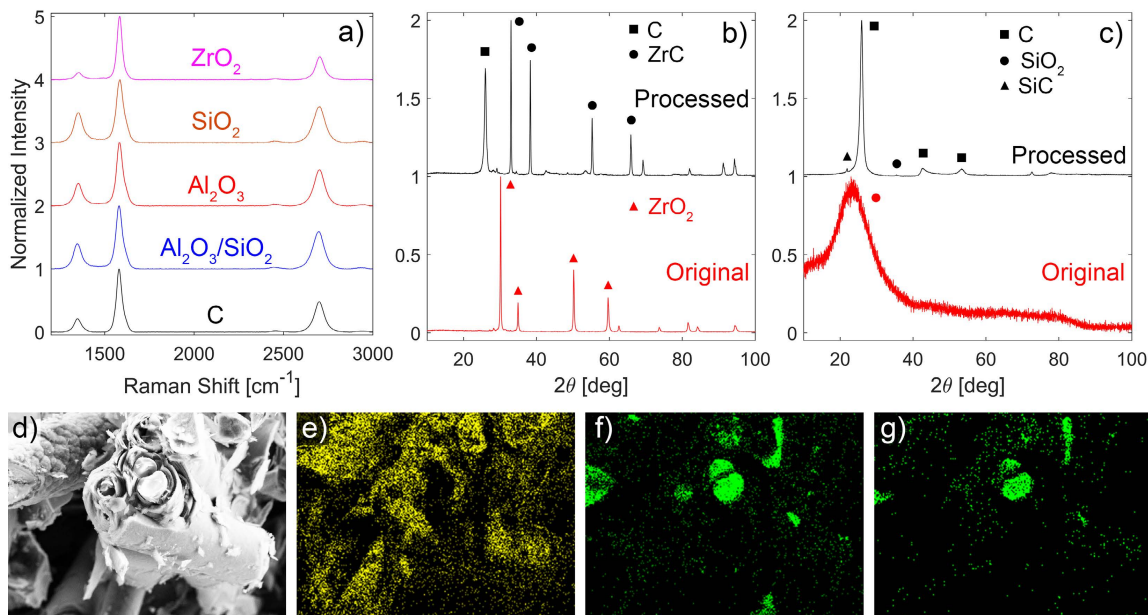 a)
Normalized Intensity
5
4
3
2
1
0
ZrO₂
SiO₂
Al₂O₃
Al₂O₃/SiO₂
C
1500 2000 2500 3000
Raman Shift [cm⁻¹]
b)
2
1.5
1
0.5
0
■ C
● ZrC
Processed
▲ ZrO₂
Original
20 40 60 80 100
2θ [deg]
c)
2
1.5
1
0.5
0
■ C
● SiO₂
▲ SiC
Processed
Original
20 40 60 80 100
2θ [deg]
d)
e)
f)
g)